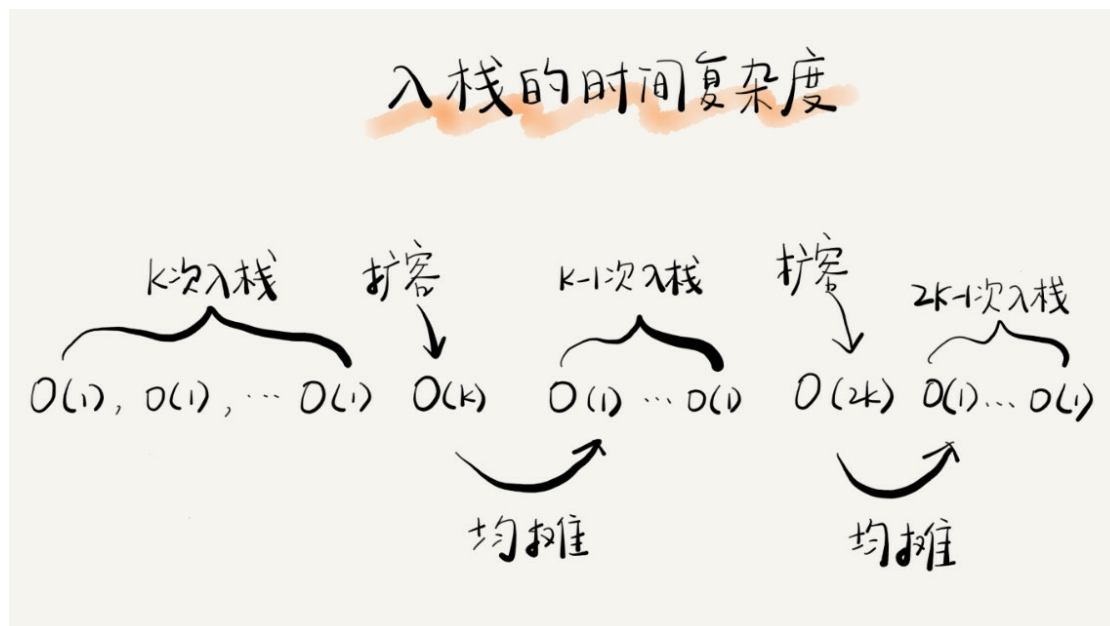 入栈的时间复杂度
K次入栈 扩容 K-1次入栈 扩容 2K-1次入栈
O(1), O(1), … O(1) O(K) O(1) … O(1) O(2K) O(1)… O(1)
均摊 均摊